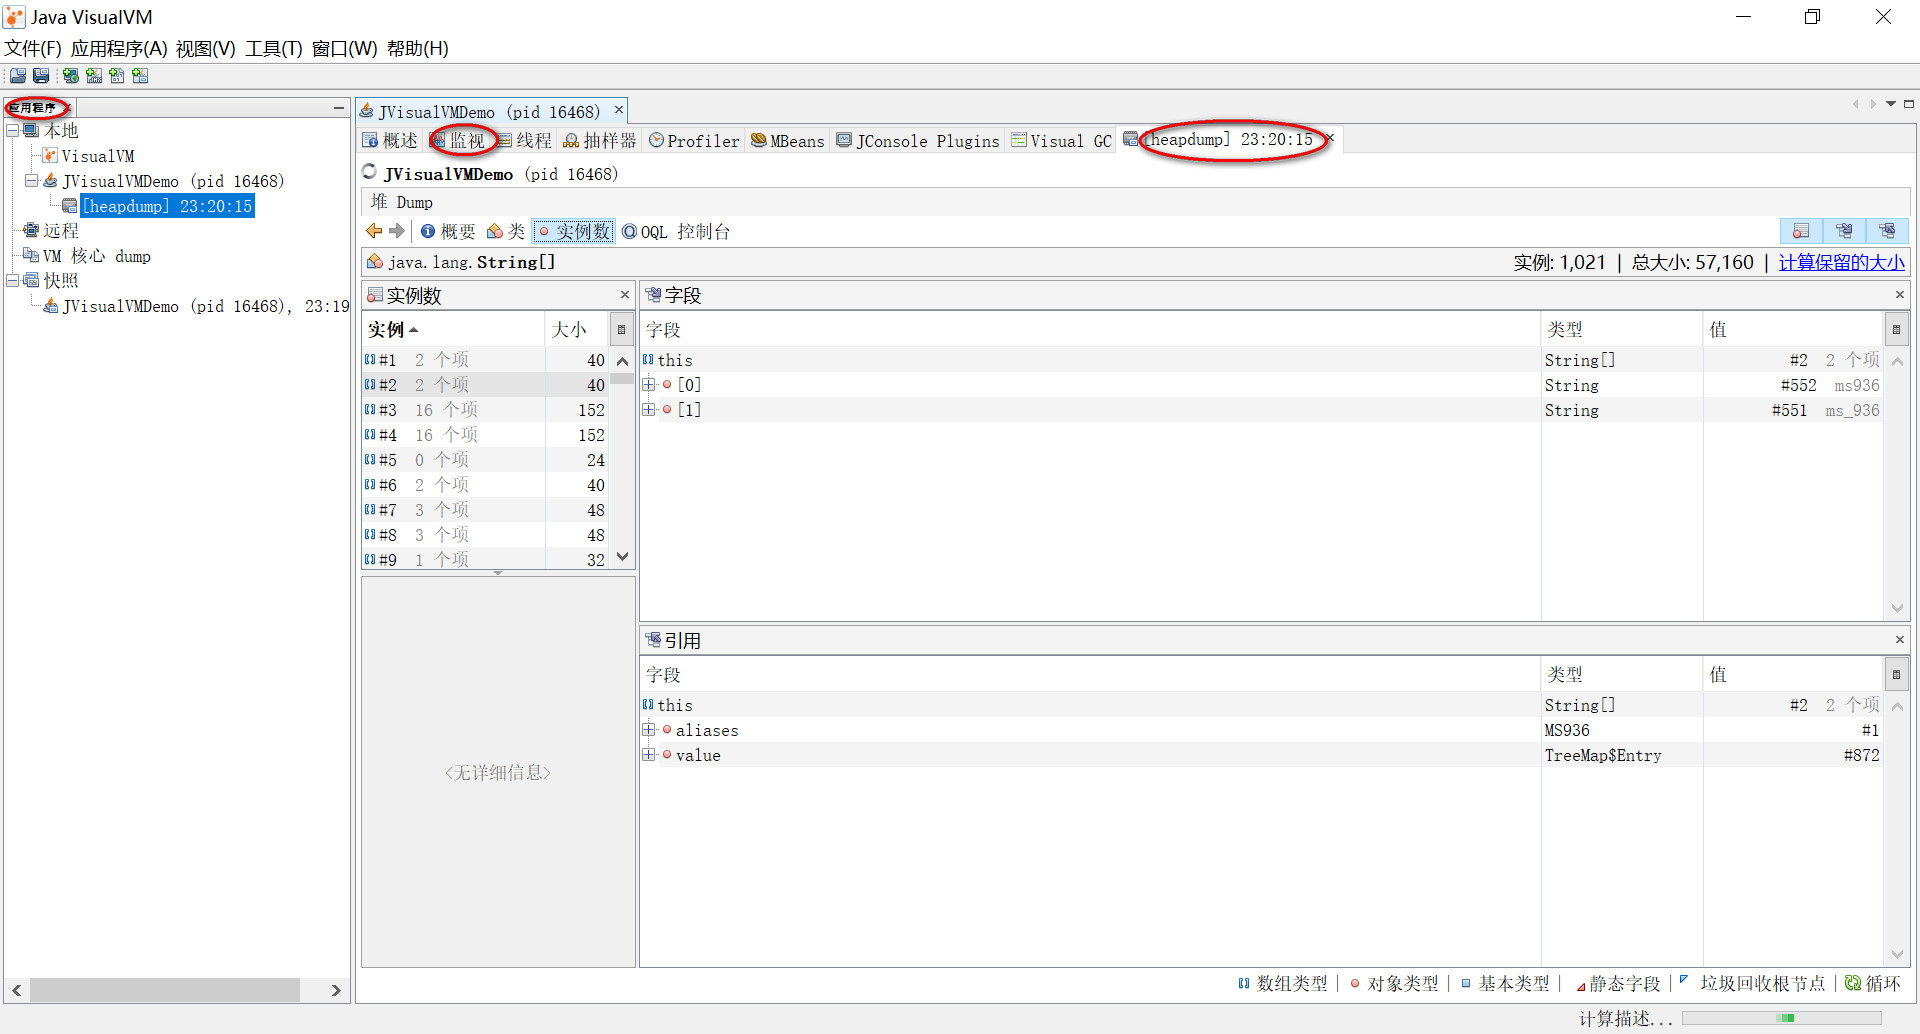 Java VisualVM
文件(F) 应用程序(A) 视图(V) 工具(T) 窗口(W) 帮助(H)
应用程序
本地
VisualVM
JVisualVMDemo (pid 16468)
[heapdump] 23:20:15
远程
VM 核心 dump
快照
JVisualVMDemo (pid 16468), 23:19
JVisualVMDemo (pid 16468)
概述 监视 线程 抽样器 Profiler MBeans JConsole Plugins Visual GC [heapdump] 23:20:15
JVisualVMDemo (pid 16468)
堆 Dump
概要 类 实例数 OQL 控制台
java.lang.String[] 实例: 1,021 | 总大小: 57,160 | 计算保留的大小
实例数
实例 大小
#1 2 个项 40
#2 2 个项 40
#3 16 个项 152
#4 16 个项 152
#5 0 个项 24
#6 2 个项 40
#7 3 个项 48
#8 3 个项 48
#9 1 个项 32
<无详细信息>
字段
字段 类型 值
this String[] #2 2 个项
[0] String #552 ms936
[1] String #551 ms_936
引用
字段 类型 值
this String[] #2 2 个项
aliases MS936 #1
value TreeMap$Entry #872
数组类型 | 对象类型 | 基本类型 | 静态字段 | 垃圾回收根节点 | 循环
计算描述...